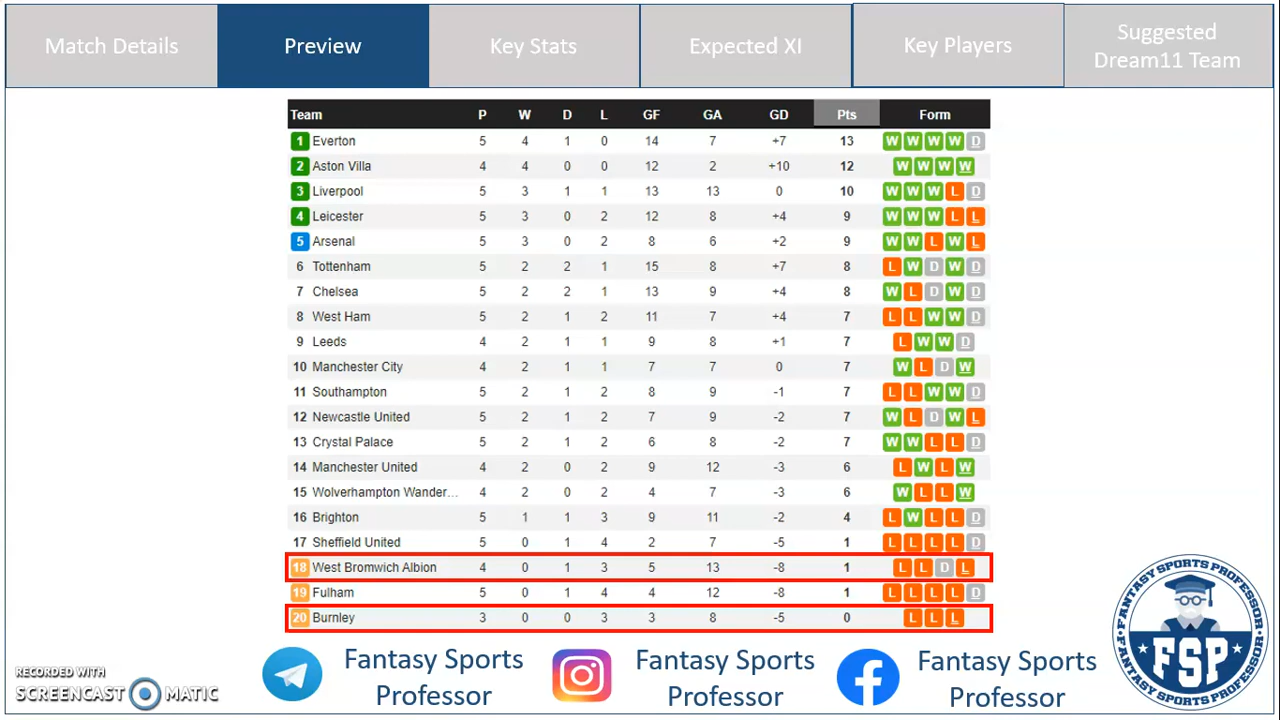 Match Details
Preview
Key Stats
Expected XI
Key Players
Suggested
Dream11 Team
Team P W D L GF GA GD Pts Form
1 Everton 5 4 1 0 14 7 +7 13 W W W W D
2 Aston Villa 4 4 0 0 12 2 +10 12 W W W W
3 Liverpool 5 3 1 1 13 13 0 10 W W W L D
4 Leicester 5 3 0 2 12 8 +4 9 W W W L L
5 Arsenal 5 3 0 2 8 6 +2 9 W W L W L
6 Tottenham 5 2 2 1 15 8 +7 8 L W D W D
7 Chelsea 5 2 2 1 13 9 +4 8 W L D W D
8 West Ham 5 2 1 2 11 7 +4 7 L L W W D
9 Leeds 4 2 1 1 9 8 +1 7 L W W D
10 Manchester City 4 2 1 1 7 7 0 7 W L D W
11 Southampton 5 2 1 2 8 9 -1 7 L L W W D
12 Newcastle United 5 2 1 2 7 9 -2 7 W L D W L
13 Crystal Palace 5 2 1 2 6 8 -2 7 W W L L D
14 Manchester United 4 2 0 2 9 12 -3 6 L W L W
15 Wolverhampton Wander... 4 2 0 2 4 7 -3 6 W L L W
16 Brighton 5 1 1 3 9 11 -2 4 L W L L D
17 Sheffield United 5 0 1 4 2 7 -5 1 L L L L D
18 West Bromwich Albion 4 0 1 3 5 13 -8 1 L L D L
19 Fulham 5 0 1 4 4 12 -8 1 L L L L D
20 Burnley 3 0 0 3 3 8 -5 0 L L L
RECORDED WITH
SCREENCAST MATIC
Fantasy Sports
Professor
Fantasy Sports
Professor
Fantasy Sports
Professor
FANTASY SPORTS PROFESSOR
FSP
FANTASY SPORTS PROFESSOR